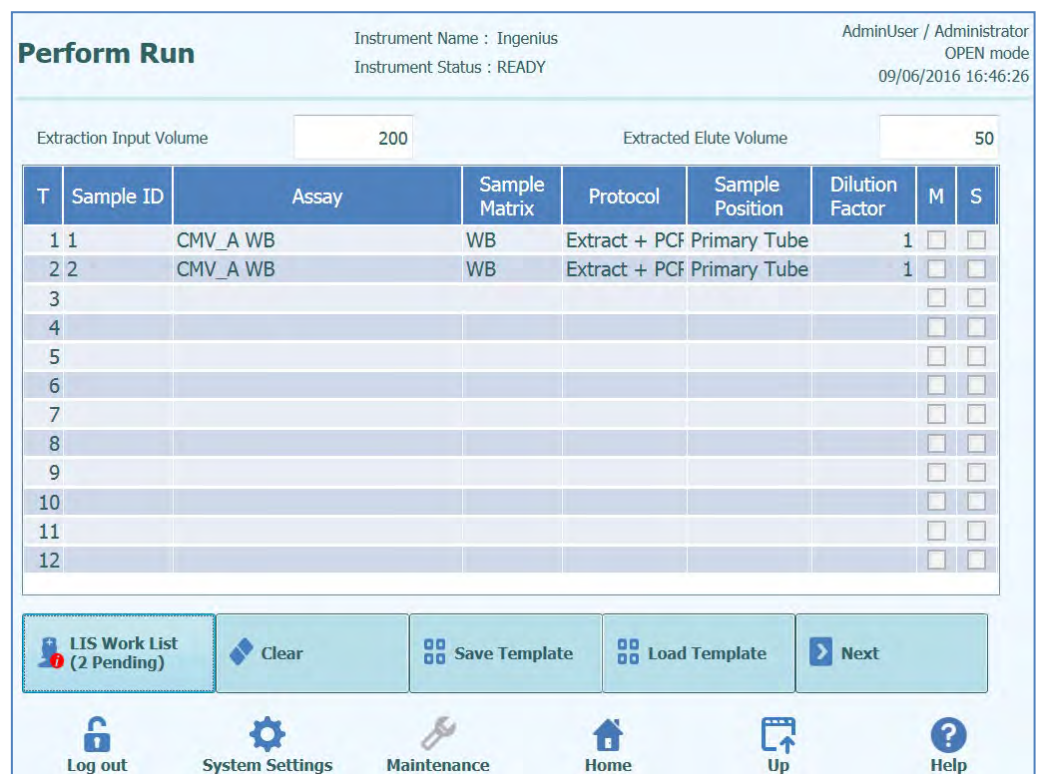 Perform Run
Instrument Name : Ingenius
Instrument Status : READY
AdminUser / Administrator
OPEN mode
09/06/2016 16:46:26
Extraction Input Volume 200 Extracted Elute Volume 50
T Sample ID Assay Sample Matrix Protocol Sample Position Dilution Factor M S
1 1 CMV_A WB WB Extract + PCF Primary Tube 1
2 2 CMV_A WB WB Extract + PCF Primary Tube 1
3
4
5
6
7
8
9
10
11
12
LIS Work List (2 Pending) Clear Save Template Load Template Next
Log out System Settings Maintenance Home Up Help